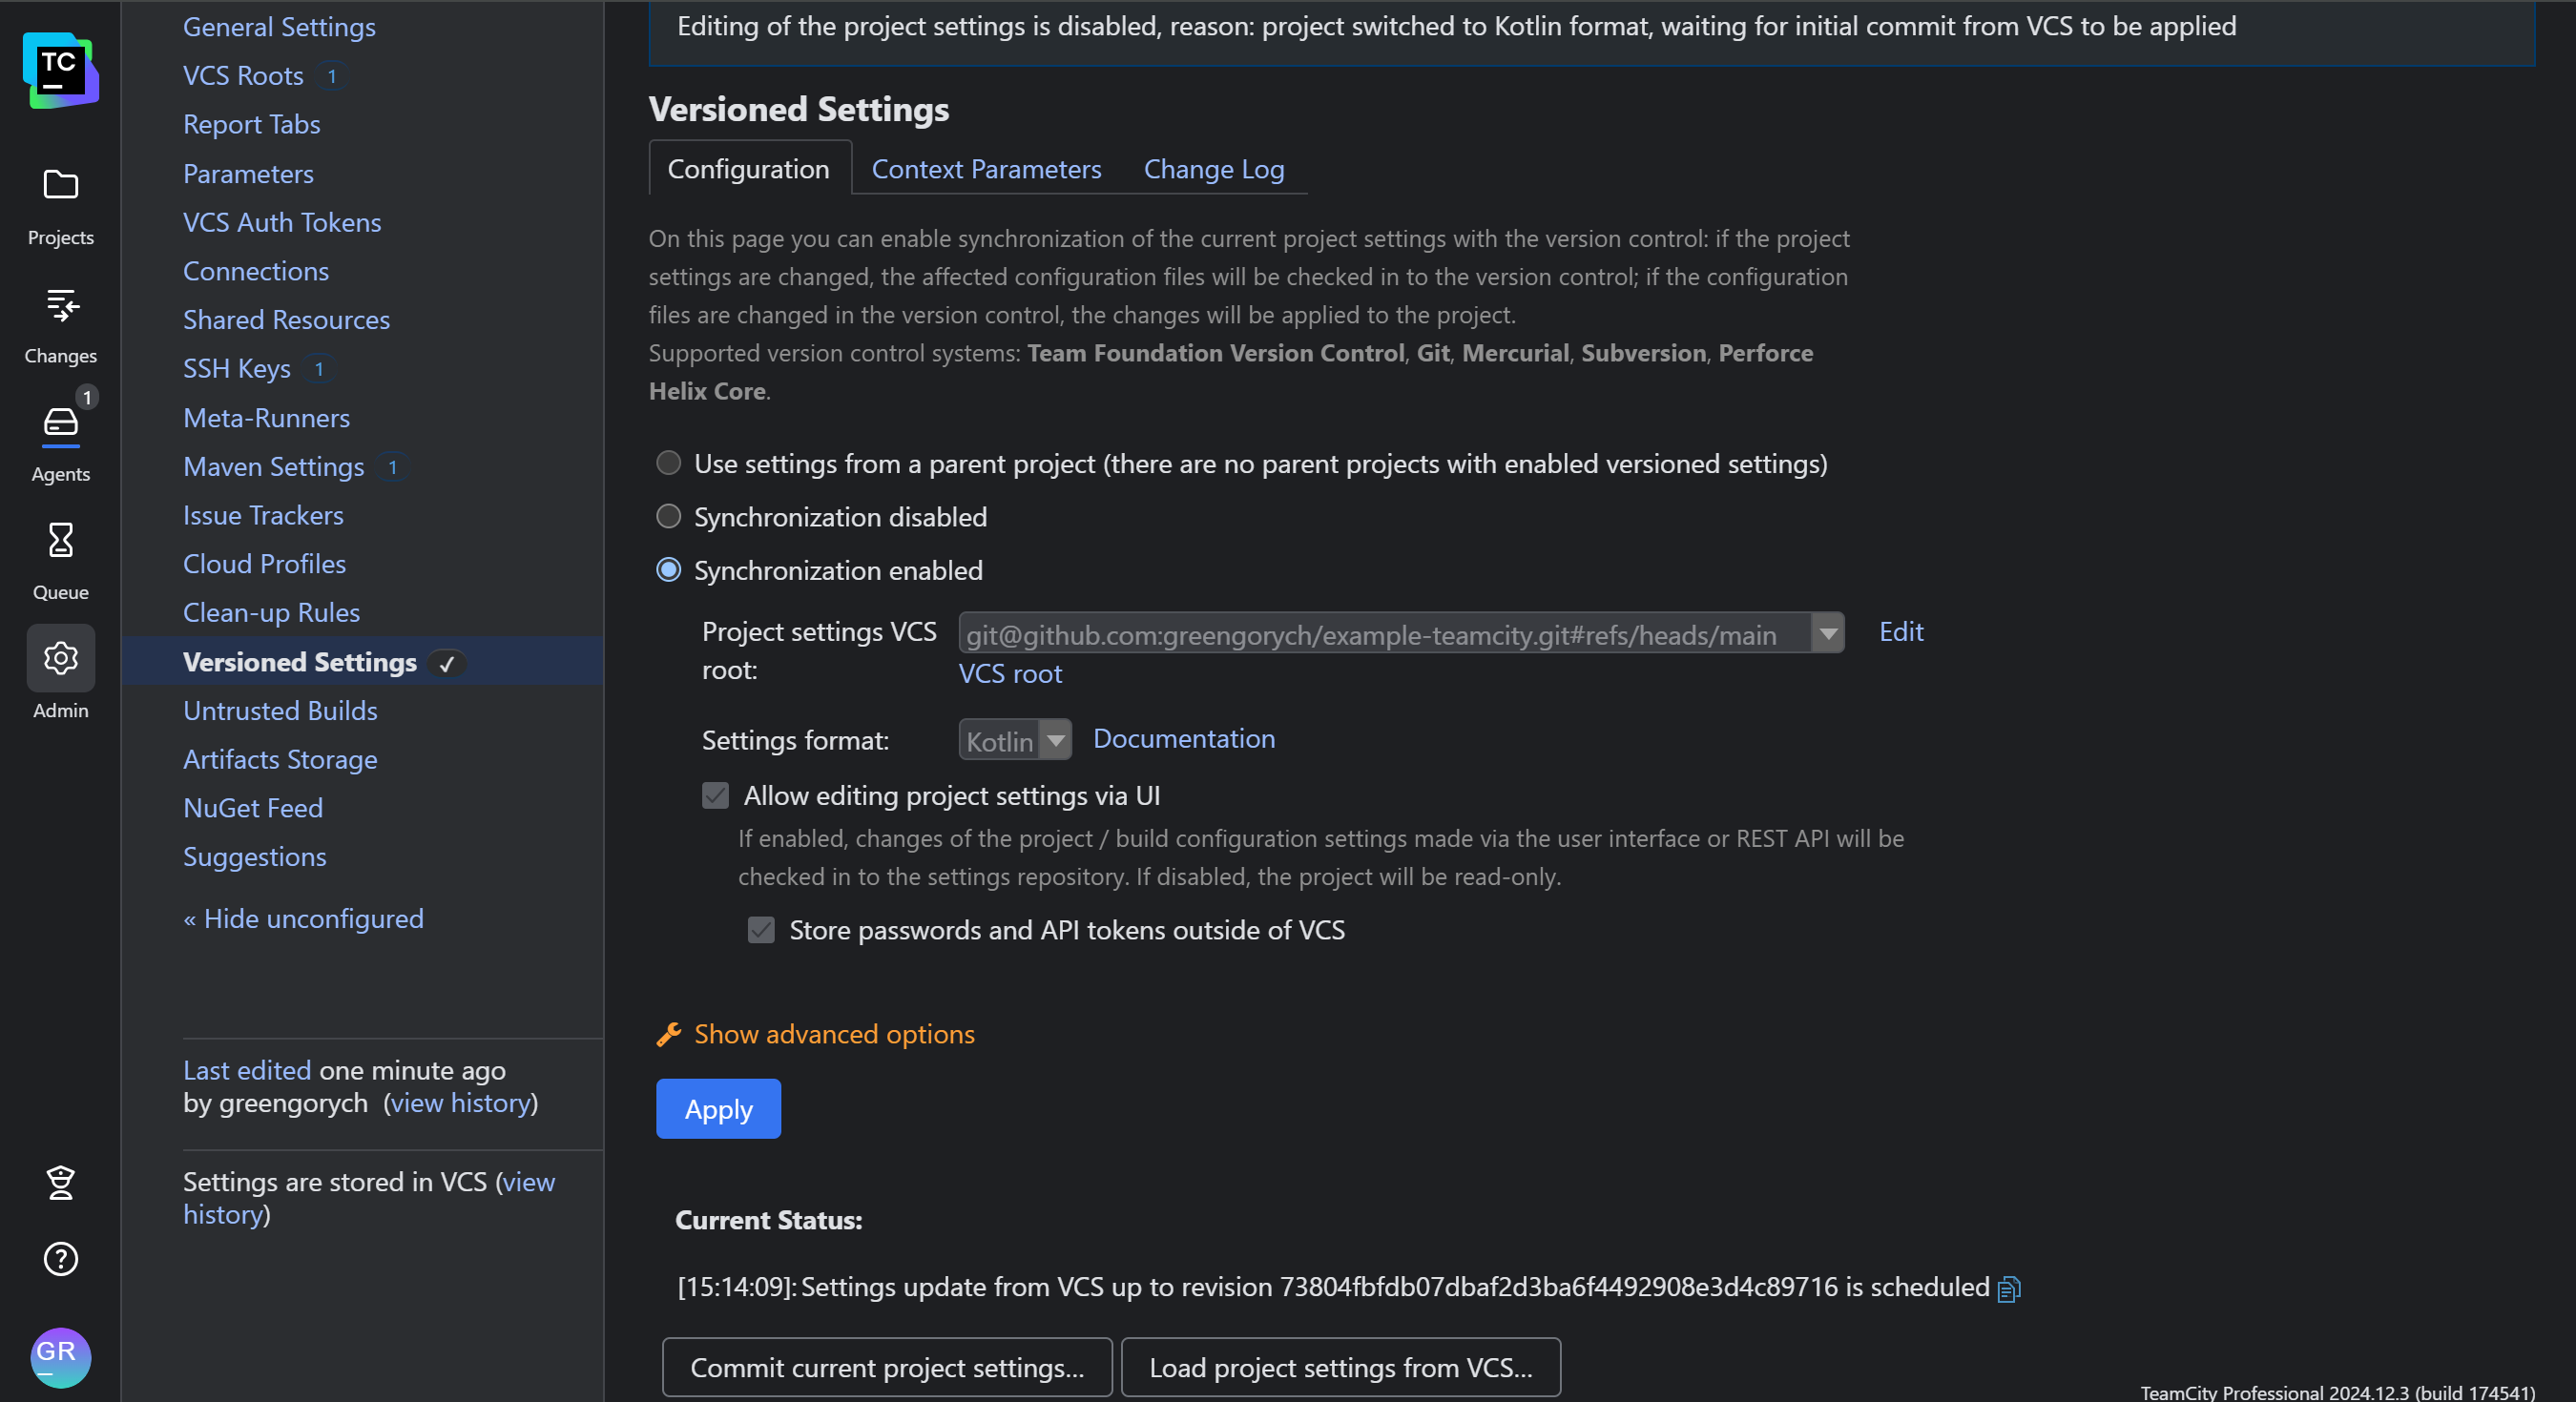 TC
Projects
Changes
1
Agents
Queue
Admin
GR
General Settings
VCS Roots 1
Report Tabs
Parameters
VCS Auth Tokens
Connections
Shared Resources
SSH Keys 1
Meta-Runners
Maven Settings 1
Issue Trackers
Cloud Profiles
Clean-up Rules
Versioned Settings ✓
Untrusted Builds
Artifacts Storage
NuGet Feed
Suggestions
« Hide unconfigured
Last edited one minute ago
by greengorych (view history)
Settings are stored in VCS (view
history)
Editing of the project settings is disabled, reason: project switched to Kotlin format, waiting for initial commit from VCS to be applied
Versioned Settings
Configuration Context Parameters Change Log
On this page you can enable synchronization of the current project settings with the version control: if the project
settings are changed, the affected configuration files will be checked in to the version control; if the configuration
files are changed in the version control, the changes will be applied to the project.
Supported version control systems: Team Foundation Version Control, Git, Mercurial, Subversion, Perforce
Helix Core.
Use settings from a parent project (there are no parent projects with enabled versioned settings)
Synchronization disabled
Synchronization enabled
Project settings VCS
root:
git@github.com:greengorych/example-teamcity.git#refs/heads/main
Edit
VCS root
Settings format: Kotlin Documentation
Allow editing project settings via UI
If enabled, changes of the project / build configuration settings made via the user interface or REST API will be
checked in to the settings repository. If disabled, the project will be read-only.
Store passwords and API tokens outside of VCS
Show advanced options
Apply
Current Status:
[15:14:09]: Settings update from VCS up to revision 73804fbfdb07dbaf2d3ba6f4492908e3d4c89716 is scheduled
Commit current project settings... Load project settings from VCS...
TeamCity Professional 2024.12.3 (build 174541)